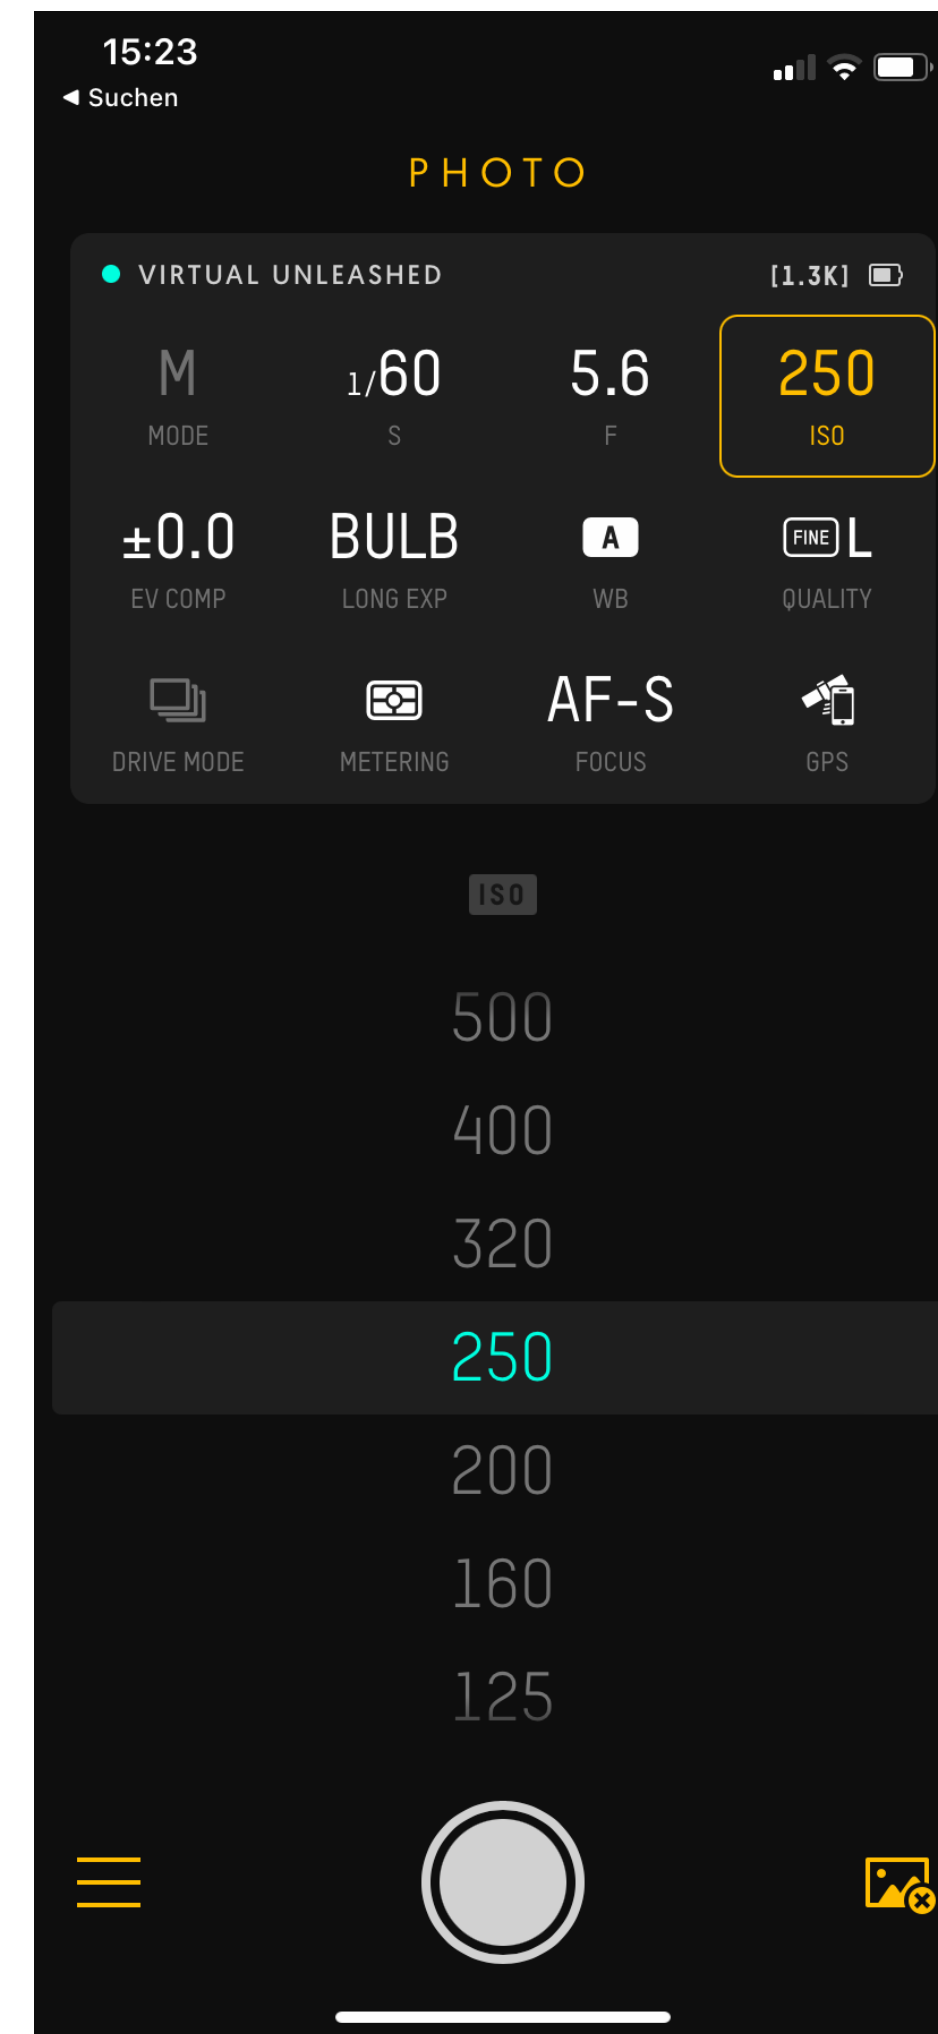 15:23
◀ Suchen
PHOTO
VIRTUAL UNLEASHED [1.3K]
M 1/60 5.6 250
MODE S F ISO
±0.0 BULB A FINE L
EV COMP LONG EXP WB QUALITY
AF-S
DRIVE MODE METERING FOCUS GPS
ISO
500
400
320
250
200
160
125